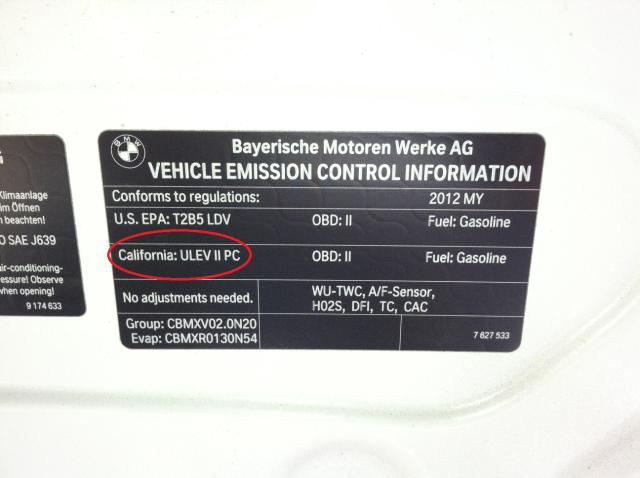 Klimaanlage
im Öffnen
beachten!
O SAE J639
air-conditioning-
essure! Observe
when opening!
9 174 633
BMW
Bayerische Motoren Werke AG
VEHICLE EMISSION CONTROL INFORMATION
Conforms to regulations: 2012 MY
U.S. EPA: T2B5 LDV OBD: II Fuel: Gasoline
California: ULEV II PC OBD: II Fuel: Gasoline
No adjustments needed. WU-TWC, A/F-Sensor,
H02S, DFI, TC, CAC
Group: CBMXV02.0N20
Evap: CBMXR0130N54 7 627 533